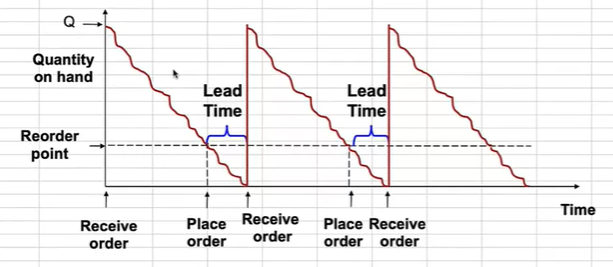 Q
Quantity
on hand
Lead
Time
Lead
Time
Reorder
point
Time
Receive
order
Place
order
Receive
order
Place
order
Receive
order